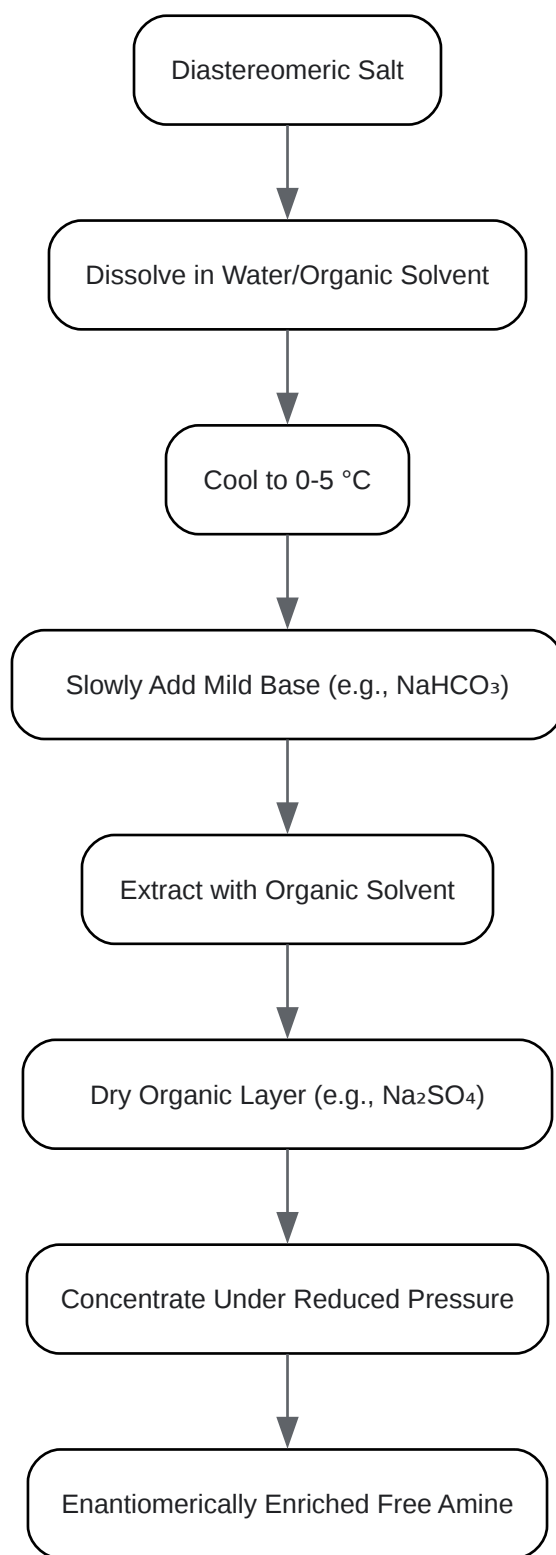 Diastereomeric Salt
Dissolve in Water/Organic Solvent
Cool to 0-5 °C
Slowly Add Mild Base (e.g., NaHCO₃)
Extract with Organic Solvent
Dry Organic Layer (e.g., Na₂SO₄)
Concentrate Under Reduced Pressure
Enantiomerically Enriched Free Amine